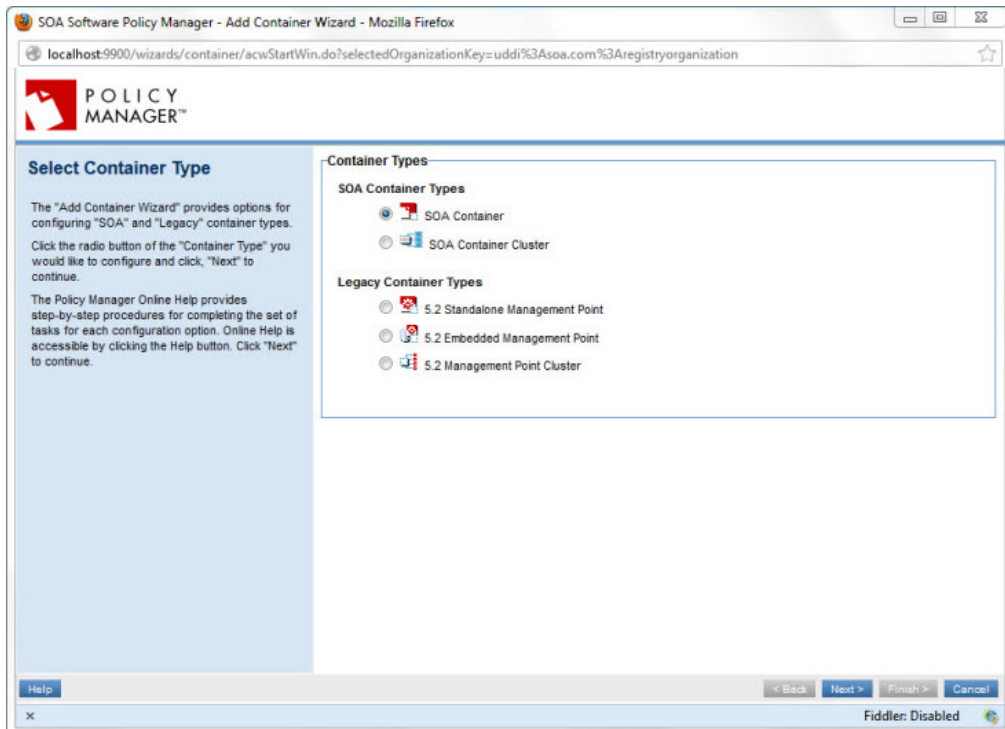 SOA Software Policy Manager - Add Container Wizard - Mozilla Firefox
localhost:9900/wizards/container/acwStartWin.do?selectedOrganizationKey=uddi%3Asoa.com%3Aregistryorganization
POLICY
MANAGER™
Select Container Type
The "Add Container Wizard" provides options for
configuring "SOA" and "Legacy" container types.
Click the radio button of the "Container Type" you
would like to configure and click, "Next" to
continue.
The Policy Manager Online Help provides
step-by-step procedures for completing the set of
tasks for each configuration option. Online Help is
accessible by clicking the Help button. Click "Next"
to continue.
Container Types
SOA Container Types
SOA Container
SOA Container Cluster
Legacy Container Types
5.2 Standalone Management Point
5.2 Embedded Management Point
5.2 Management Point Cluster
Help
< Back
Next >
Finish >
Cancel
Fiddler: Disabled